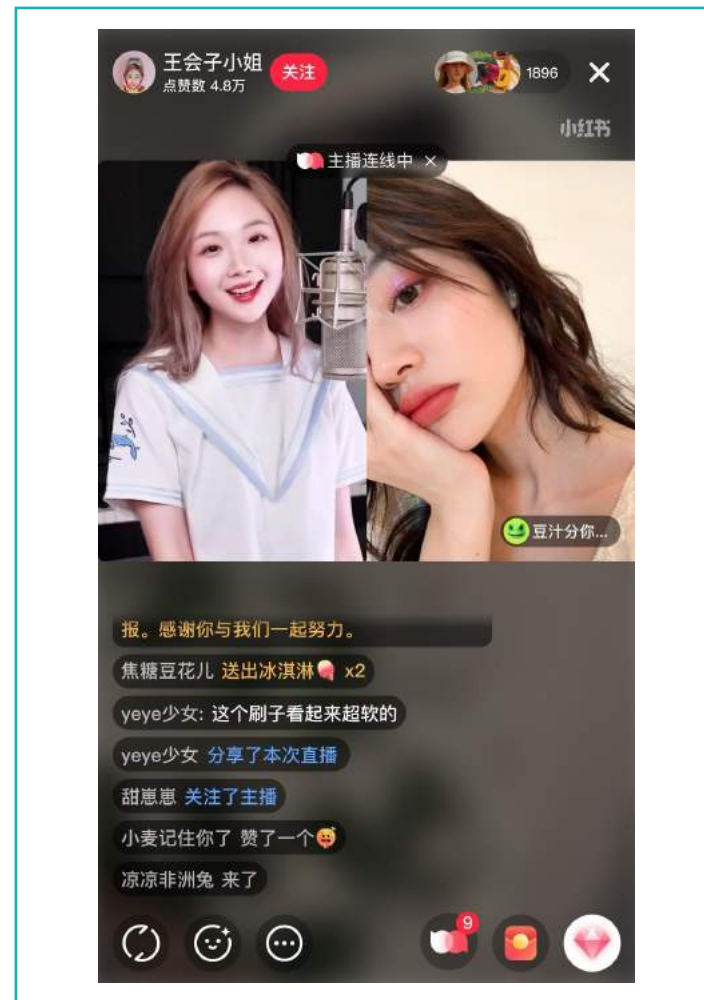 王会子小姐
关注
点赞数 4.8万
1896
小红书
主播连线中
豆汁分你...
报。感谢你与我们一起努力。
焦糖豆花儿 送出冰淇淋 x2
yeye少女: 这个刷子看起来超软的
yeye少女 分享了本次直播
甜崽崽 关注了主播
小麦记住你了 赞了一个
凉凉非洲兔 来了
9